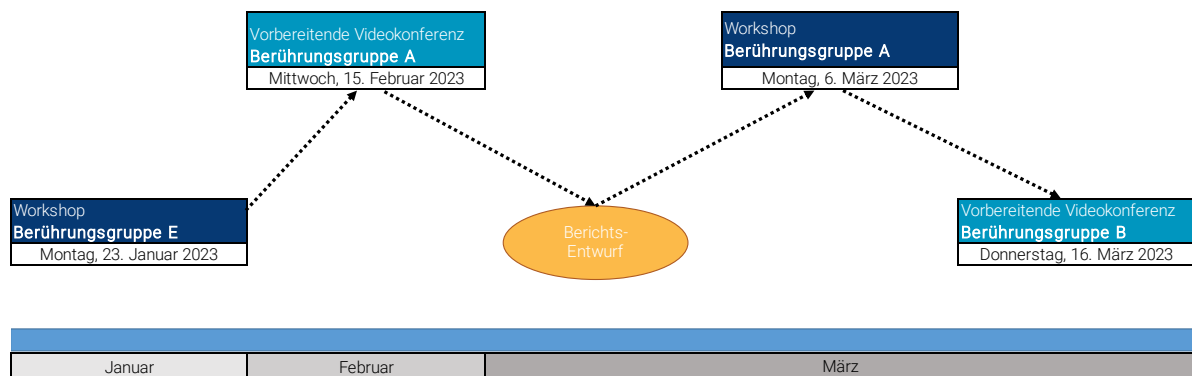 Vorbereitende Videokonferenz
Berührungsgruppe A
Mittwoch, 15. Februar 2023
Workshop
Berührungsgruppe A
Montag, 6. März 2023
Workshop
Berührungsgruppe E
Montag, 23. Januar 2023
Berichts-
Entwurf
Vorbereitende Videokonferenz
Berührungsgruppe B
Donnerstag, 16. März 2023
Januar
Februar
März